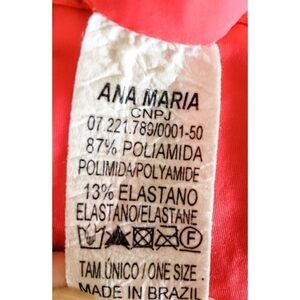 ANA MARIA
CNPJ
07.221.789/0001-50
87% POLIAMIDA
POLIMIDA/POLYAMIDE
13% ELASTANO
ELASTANO/ELASTANE
TAM.ÚNICO / ONE SIZE
MADE IN BRAZIL